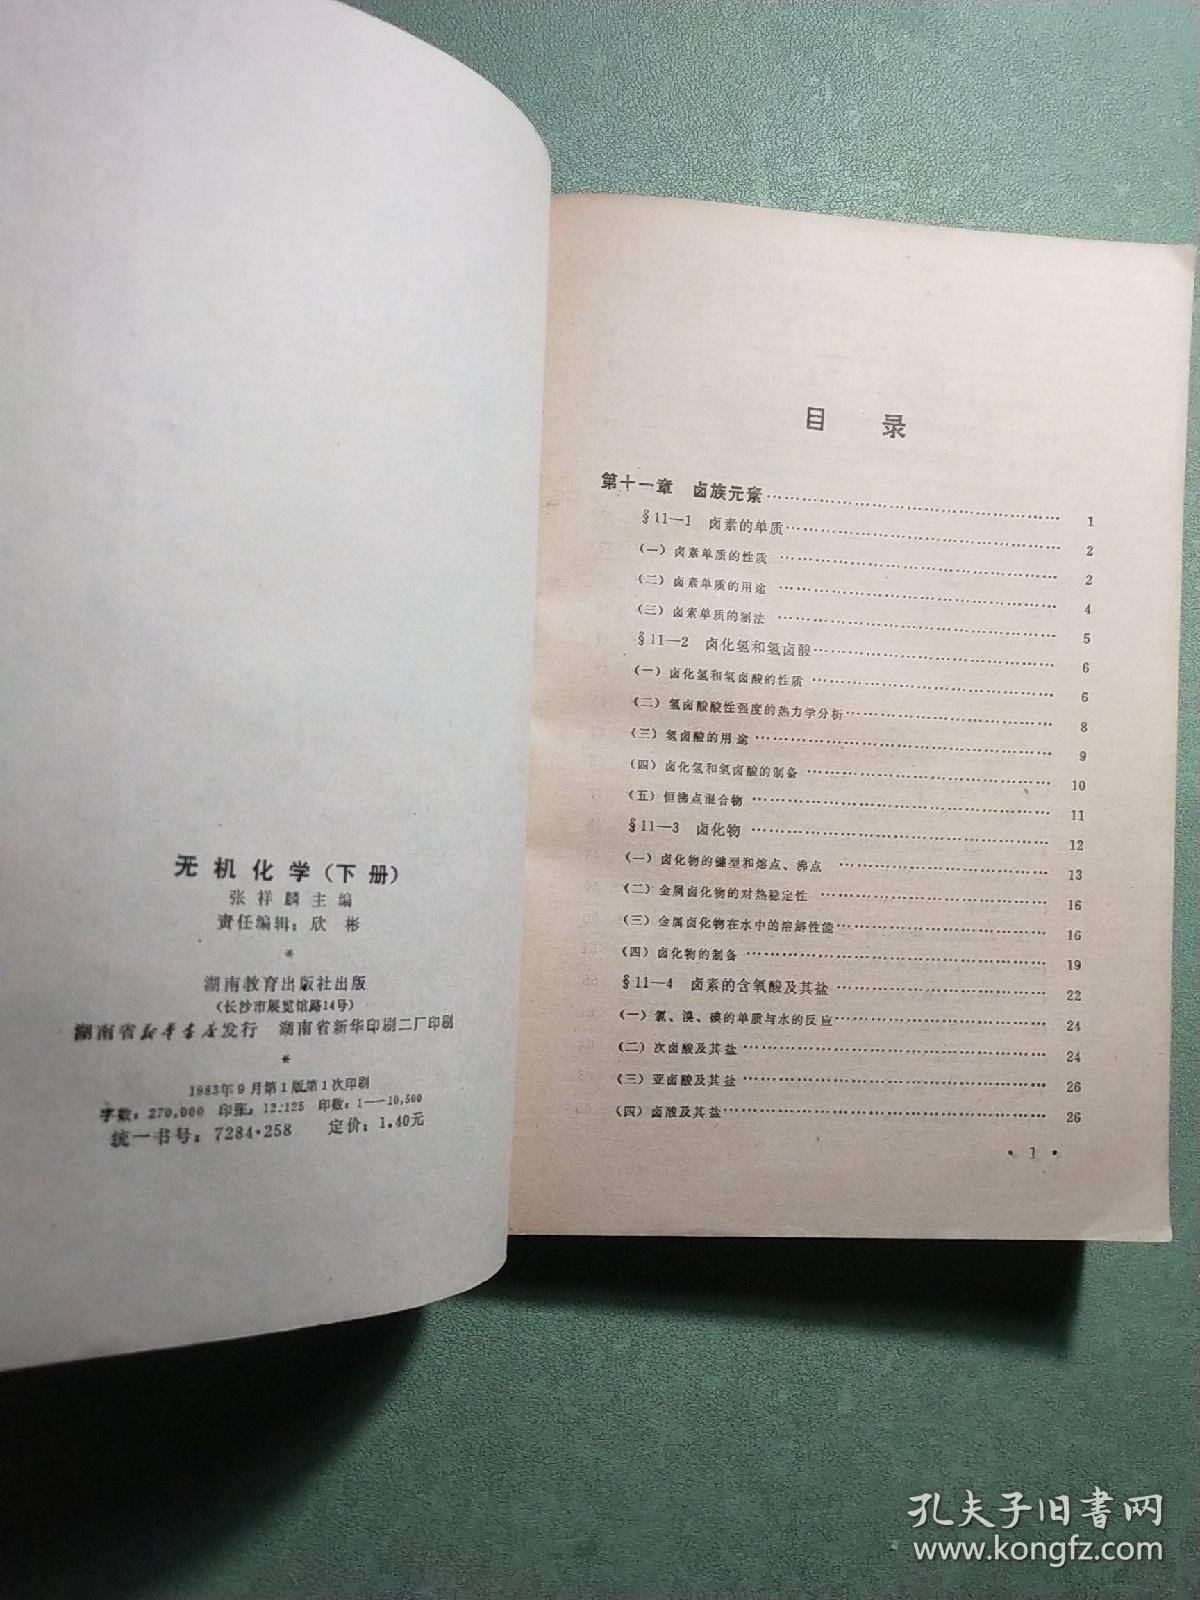 无机化学(下册)
张祥麟主编
责任编辑：欣 彬
*
湖南教育出版社出版
(长沙市展览馆路14号)
湖南省新华书店发行 湖南省新华印刷二厂印刷
*
1983年9月第1版第1次印刷
字数：270,000 印张：12.125 印数：1—10,500
统一书号：7284·258 定价：1.40元
目 录
第十一章 卤族元素…………1
§11—1 卤素的单质…………2
(一) 卤素单质的性质…………2
(二) 卤素单质的用途…………4
(三) 卤素单质的制法…………5
§11—2 卤化氢和氢卤酸…………6
(一) 卤化氢和氢卤酸的性质…………6
(二) 氢卤酸酸性强度的热力学分析…………8
(三) 氢卤酸的用途…………9
(四) 卤化氢和氢卤酸的制备…………10
(五) 恒沸点混合物…………11
§11—3 卤化物…………12
(一) 卤化物的键型和熔点、沸点…………13
(二) 金属卤化物的对热稳定性…………16
(三) 金属卤化物在水中的溶解性能…………16
(四) 卤化物的制备…………19
§11—4 卤素的含氧酸及其盐…………22
(一) 氯、溴、碘的单质与水的反应…………24
(二) 次卤酸及其盐…………24
(三) 亚卤酸及其盐…………26
(四) 卤酸及其盐…………26
• 1 •
孔夫子旧书网
www.kongfz.com